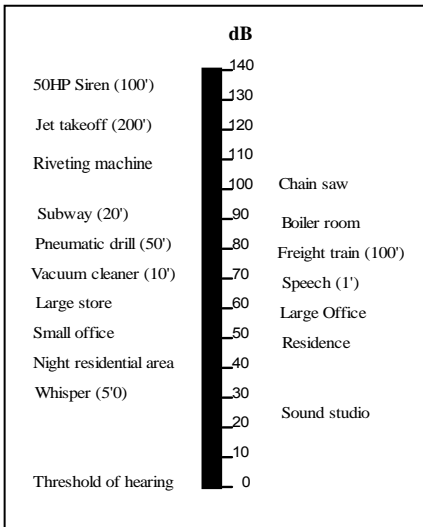 dB
140
50HP Siren (100')
130
Jet takeoff (200')
120
110
Riveting machine
100
Chain saw
Subway (20')
90
Boiler room
Pneumatic drill (50')
80
Freight train (100')
Vacuum cleaner (10')
70
Speech (1')
Large store
60
Large Office
Small office
50
Residence
Night residential area
40
Whisper (5'0)
30
Sound studio
20
10
Threshold of hearing
0